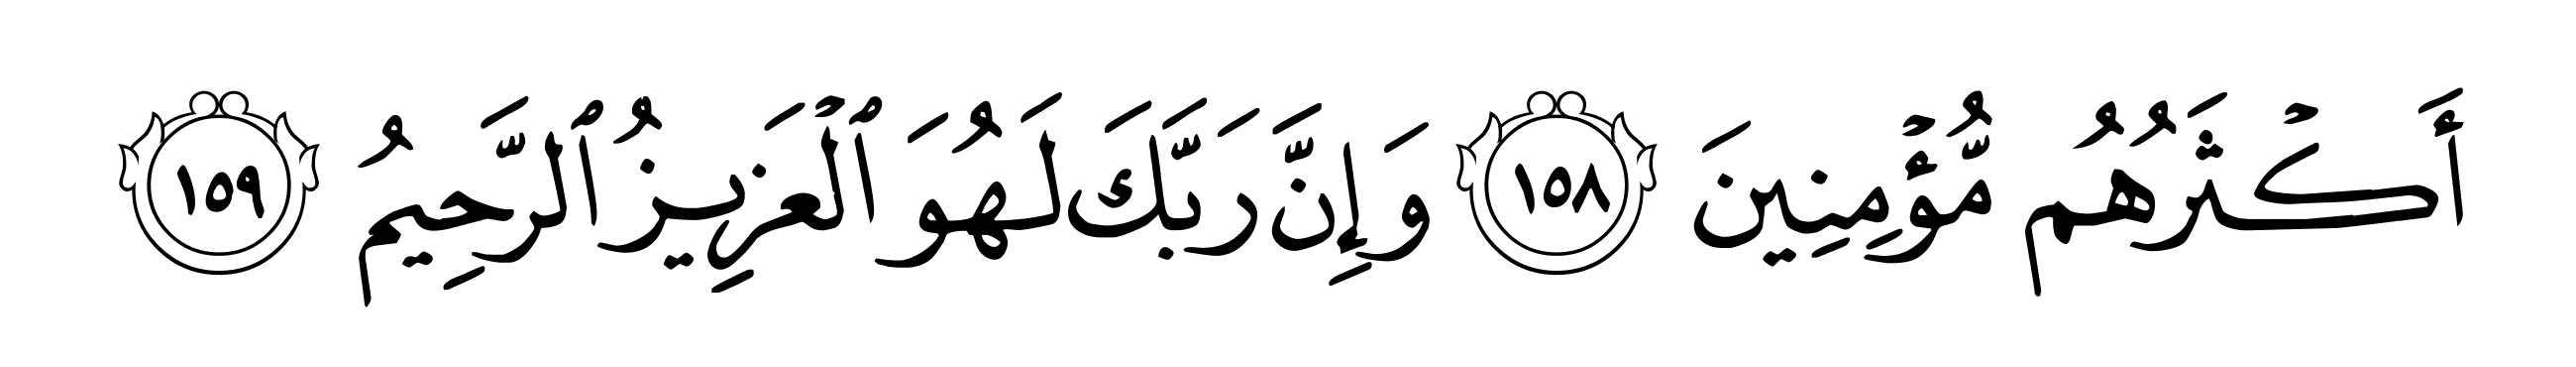 أَكۡثَرُهُم مُّؤۡمِنِينَ ١٥٨ وَإِنَّ رَبَّكَ لَهُوَ ٱلۡعَزِيزُ ٱلرَّحِيمُ ١٥٩